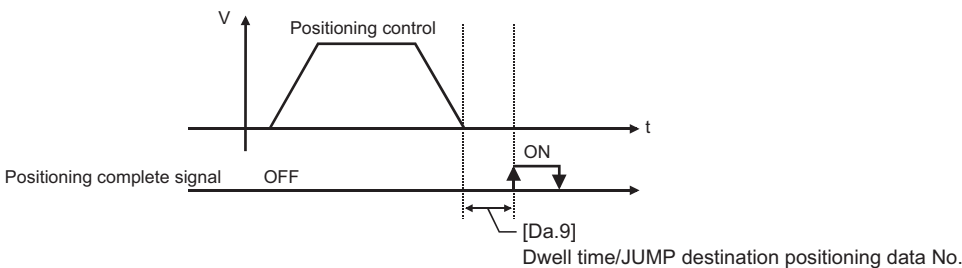 V
Positioning control
t
ON
Positioning complete signal OFF
[Da.9]
Dwell time/JUMP destination positioning data No.